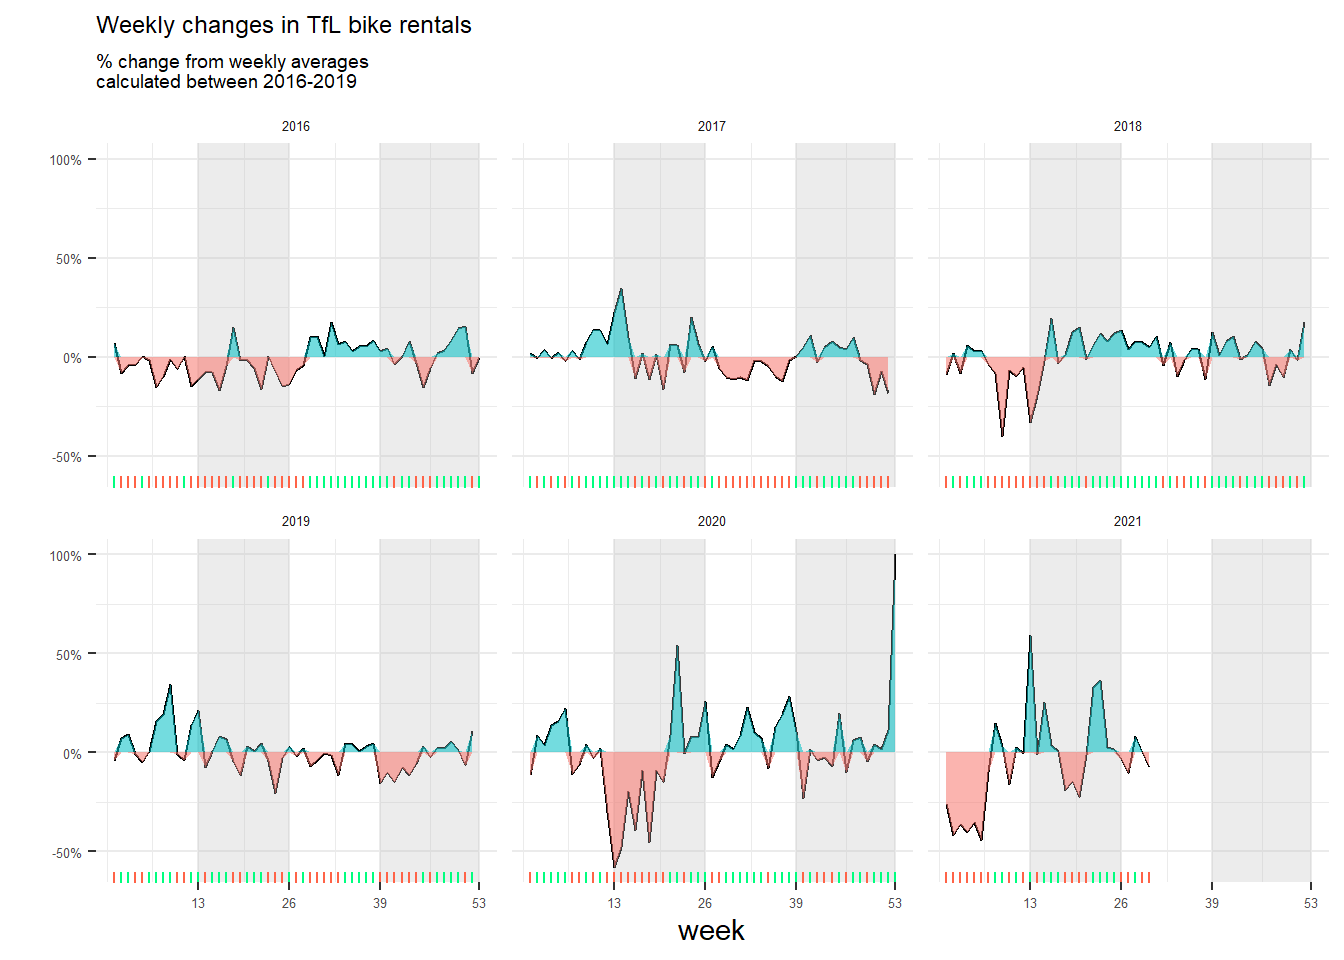 Weekly changes in TfL bike rentals
% change from weekly averages
calculated between 2016-2019
2016 2017 2018
100%
50%
0%
-50%
2019 2020 2021
100%
50%
0%
-50%
13 26 39 53 13 26 39 53 13 26 39 53
week